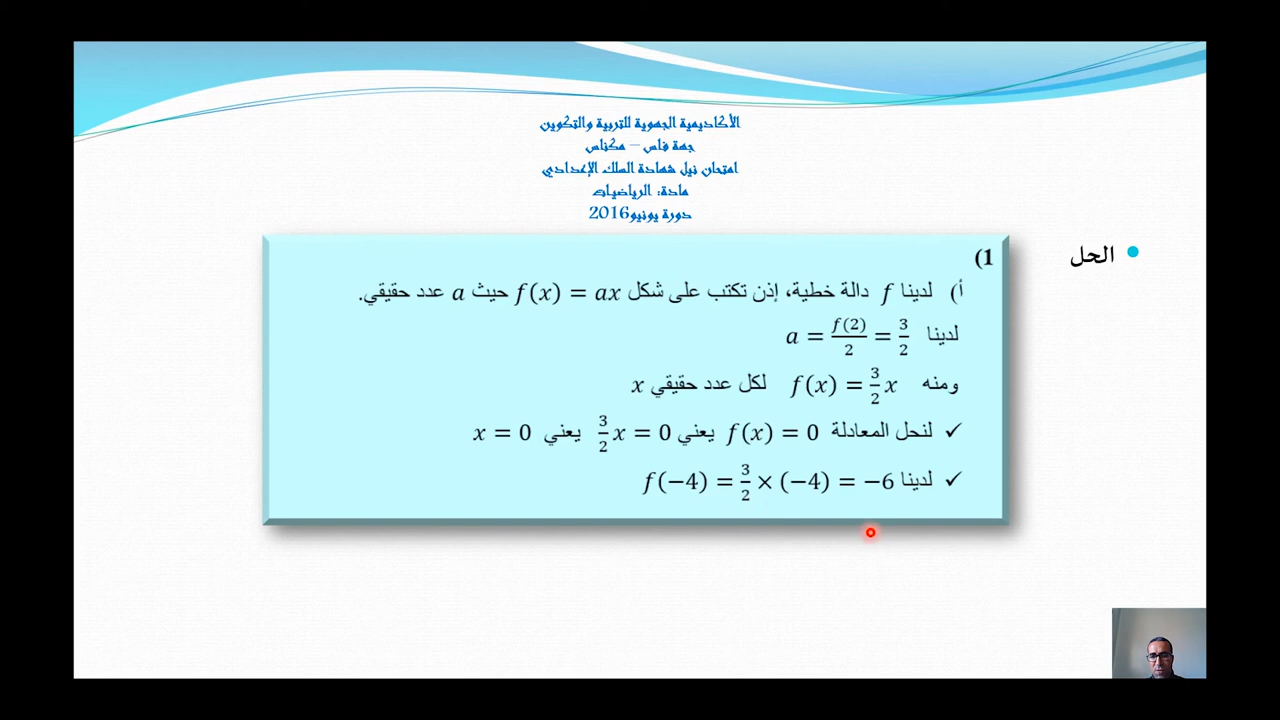 الأكاديمية الجهوية للتربية والتكوين
جهة فاس – مكناس
امتحان نيل شهادة السلك الإعدادي
مادة: الرياضيات
دورة يونيو2016
• الحل
(1
أ) لدينا f دالة خطية، إذن تكتب على شكل f(x) = ax حيث a عدد حقيقي.
لدينا a = f(2)/2 = 3/2
ومنه f(x) = 3/2 x لكل عدد حقيقي x
✓ لنحل المعادلة f(x) = 0 يعني 3/2 x = 0 يعني x = 0
✓ لدينا f(−4) = 3/2 × (−4) = −6